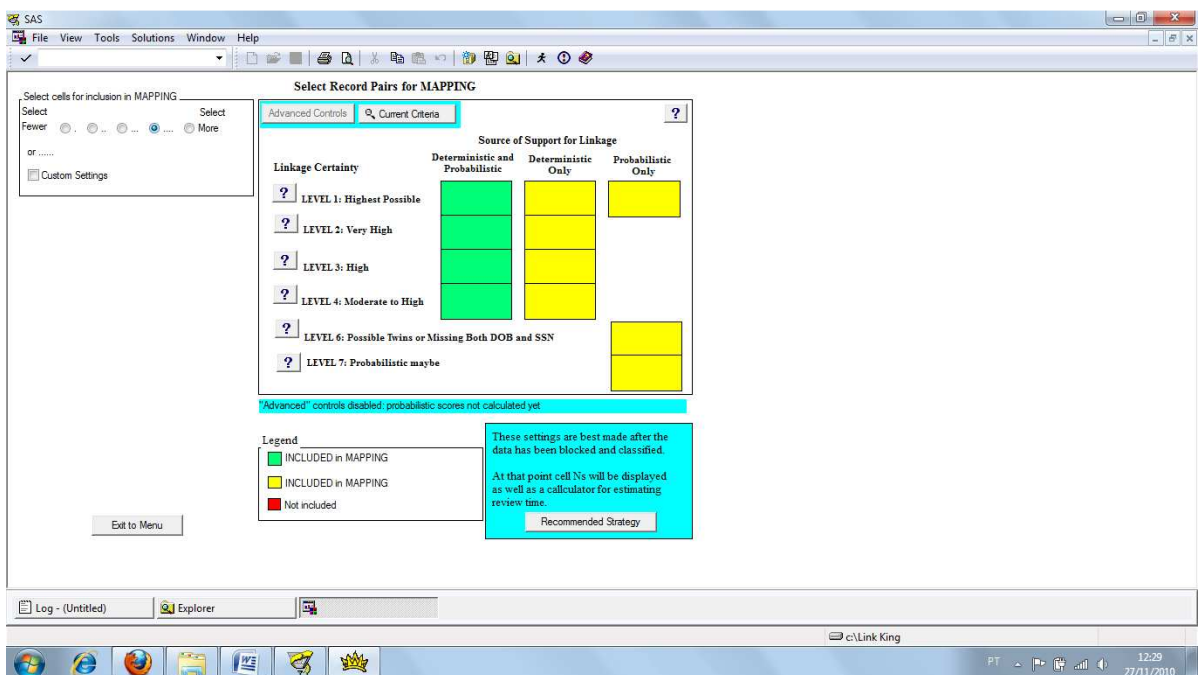 SAS
File View Tools Solutions Window Help
Select Record Pairs for MAPPING
Select cells for inclusion in MAPPING
Select Select
Fewer . .. ... .... More
or ......
Custom Settings
Advanced Controls Current Criteria ?
Source of Support for Linkage
Linkage Certainty
Deterministic and Probabilistic
Deterministic Only
Probabilistic Only
? LEVEL 1: Highest Possible
? LEVEL 2: Very High
? LEVEL 3: High
? LEVEL 4: Moderate to High
? LEVEL 6: Possible Twins or Missing Both DOB and SSN
? LEVEL 7: Probabilistic maybe
"Advanced" controls disabled: probabilistic scores not calculated yet
Legend
INCLUDED in MAPPING
INCLUDED in MAPPING
Not included
These settings are best made after the
data has been blocked and classified.
At that point cell Ns will be displayed
as well as a callculator for estimating
review time.
Recommended Strategy
Exit to Menu
Log - (Untitled) Explorer
c:\Link King
PT 12:29
27/11/2010